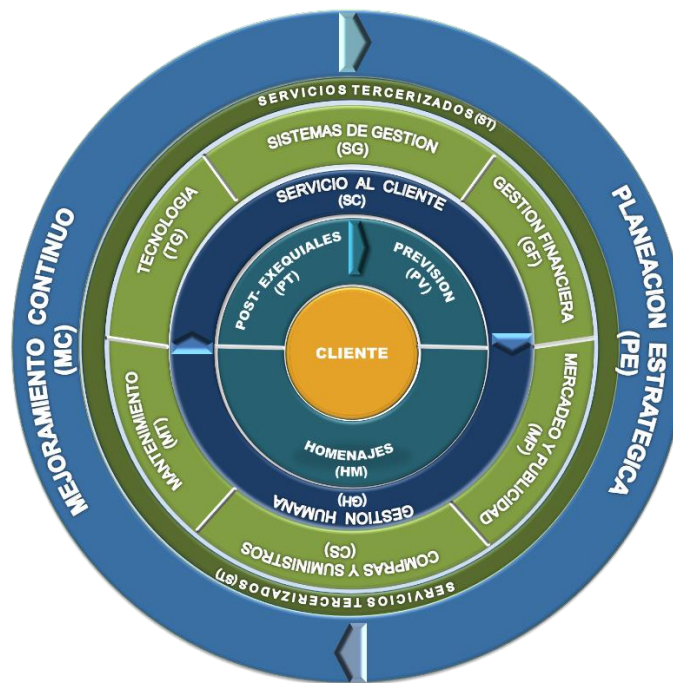 SERVICIOS TERCERIZADOS (ST)
SISTEMAS DE GESTION
(SG)
SERVICIO AL CLIENTE
(SC)
TECNOLOGIA
(TG)
GESTION FINANCIERA
(GF)
POST- EXEQUIALES
(PT)
PREVISION
(PV)
MEJORAMIENTO CONTINUO
(MC)
PLANEACION ESTRATEGICA
(PE)
CLIENTE
MANTENIMIENTO
(MT)
MERCADEO Y PUBLICIDAD
(MP)
HOMENAJES
(HM)
GESTION HUMANA
(GH)
COMPRAS Y SUMINISTROS
(CS)
SERVICIOS TERCERIZADOS (ST)